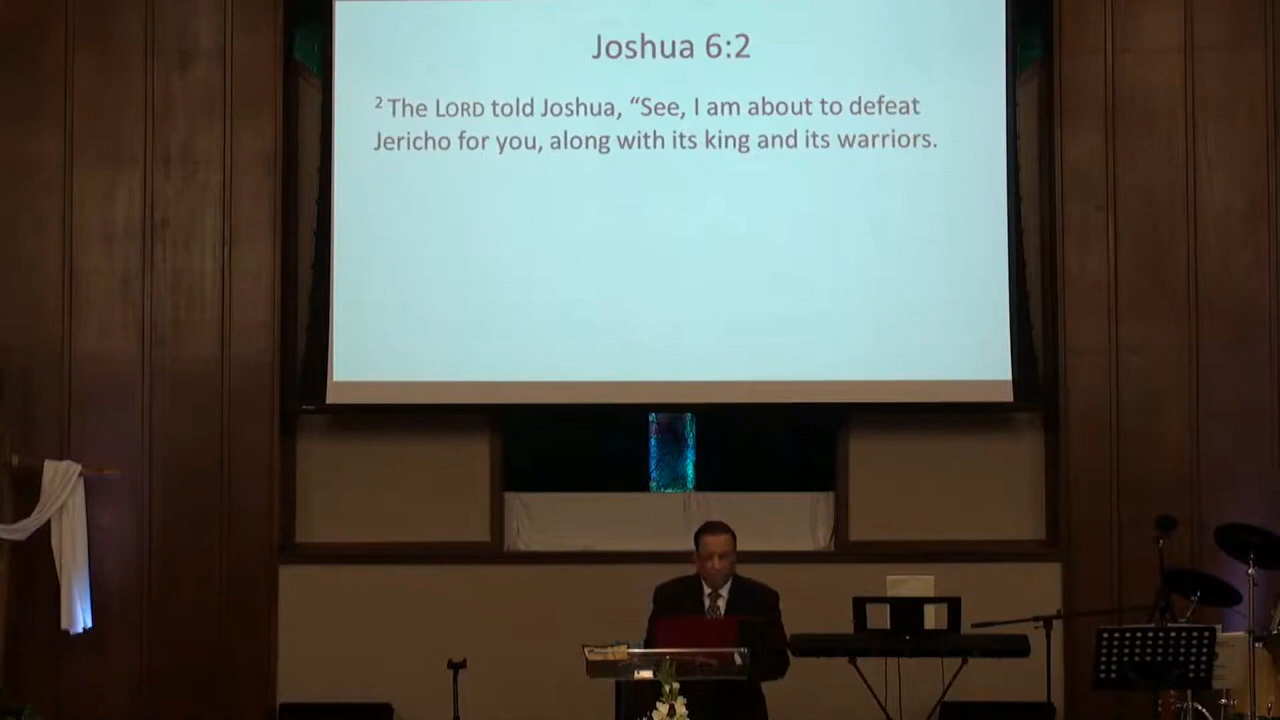 Joshua 6:2
2 The LORD told Joshua, “See, I am about to defeat
Jericho for you, along with its king and its warriors.